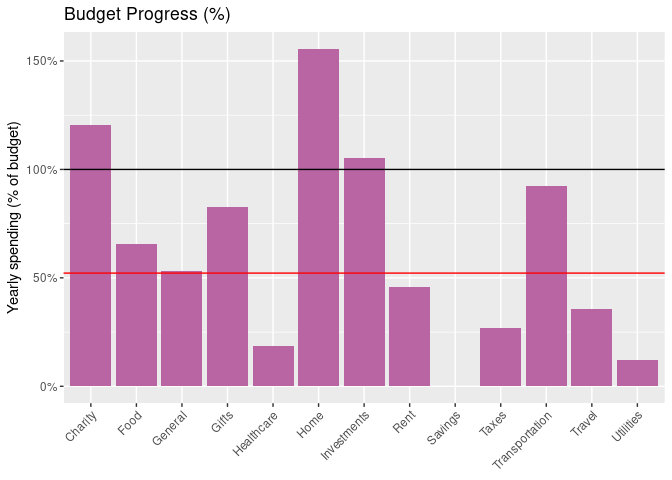 Budget Progress (%)
Yearly spending (% of budget)
150%
100%
50%
0%
Charity
Food
General
Gifts
Healthcare
Home
Investments
Rent
Savings
Taxes
Transportation
Travel
Utilities